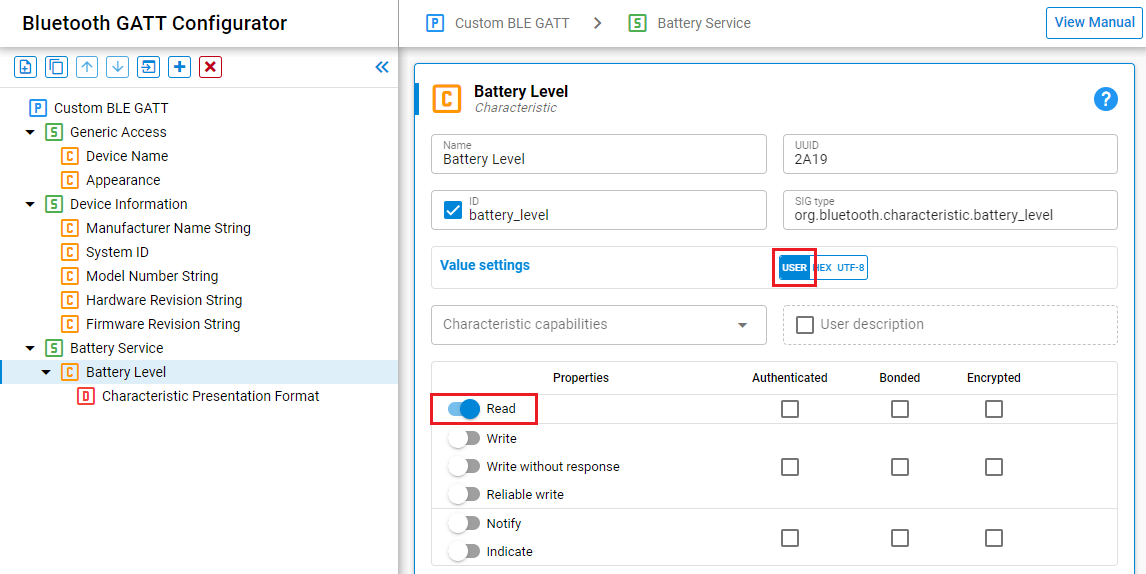 Bluetooth GATT Configurator
P Custom BLE GATT > S Battery Service
View Manual
P Custom BLE GATT
S Generic Access
C Device Name
C Appearance
S Device Information
C Manufacturer Name String
C System ID
C Model Number String
C Hardware Revision String
C Firmware Revision String
S Battery Service
C Battery Level
D Characteristic Presentation Format
C Battery Level
Characteristic
?
Name
Battery Level
UUID
2A19
ID
battery_level
SIG type
org.bluetooth.characteristic.battery_level
Value settings
USER HEX UTF-8
Characteristic capabilities
User description
Properties Authenticated Bonded Encrypted
Read
Write
Write without response
Reliable write
Notify
Indicate